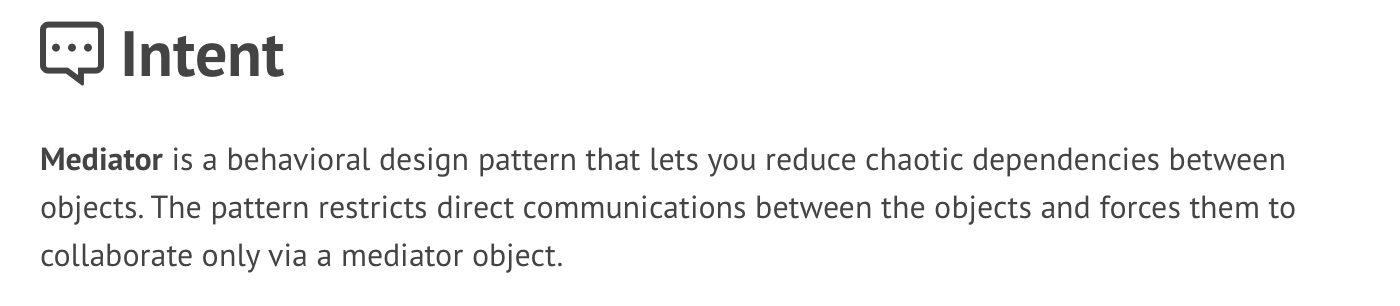 Intent
Mediator is a behavioral design pattern that lets you reduce chaotic dependencies between
objects. The pattern restricts direct communications between the objects and forces them to
collaborate only via a mediator object.